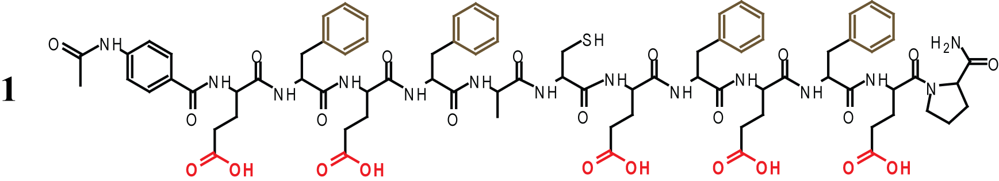 O NH SH H₂N
O O O O O O O
1 NH NH NH NH NH NH N
NH NH NH NH NH
O O O O O O
O OH O OH O OH O OH O OH